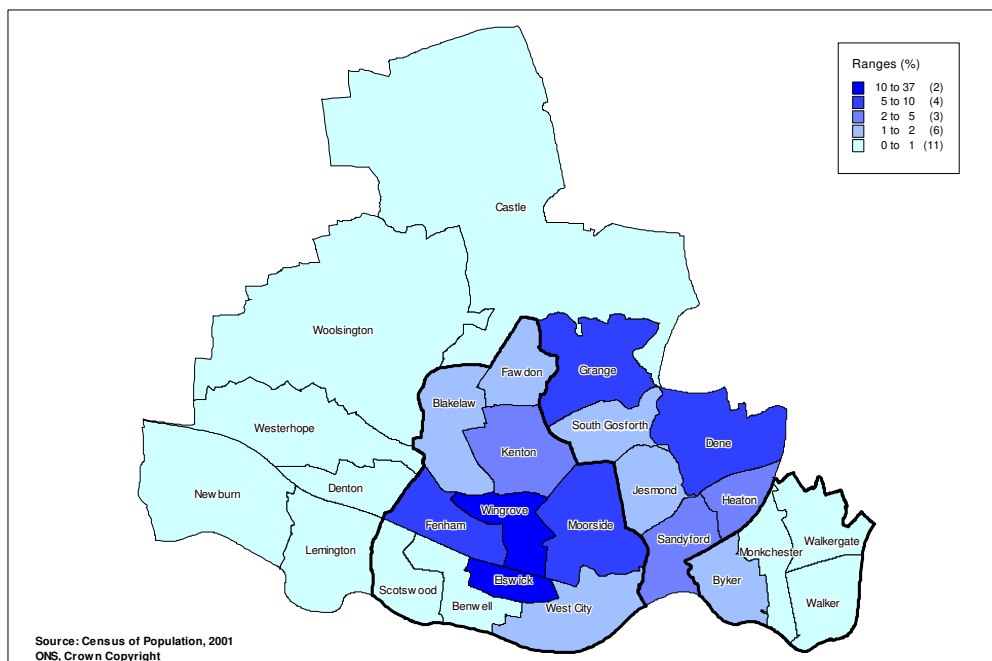 Ranges (%)
10 to 37 (2)
5 to 10 (4)
2 to 5 (3)
1 to 2 (6)
0 to 1 (11)
Castle
Woolsington
Fawdon
Grange
Blakelaw
South Gosforth
Westerhope
Dene
Kenton
Denton
Jesmond
Newburn
Heaton
Wingrove
Fenham
Moorside
Sandyford
Walkergate
Lemington
Monkchester
Elswick
Byker
Scotswood
Benwell
West City
Walker
Source: Census of Population, 2001
ONS, Crown Copyright